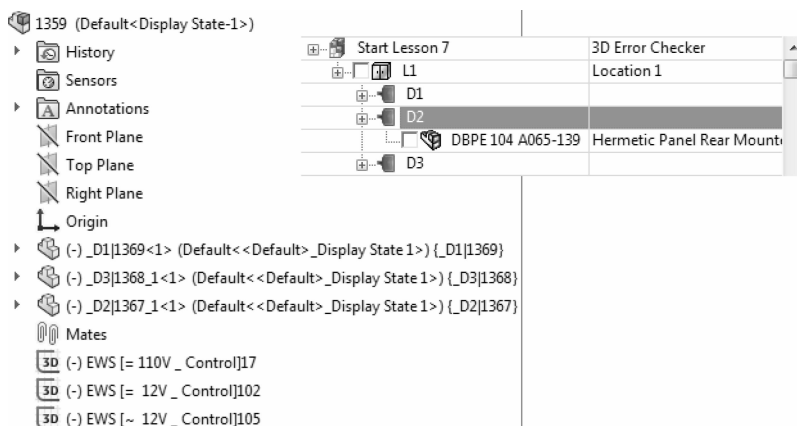 1359 (Default<Display State-1>)
History
Sensors
Annotations
Front Plane
Top Plane
Right Plane
Origin
(-) _D1|1369<1> (Default<<Default>_Display State 1>) {_D1|1369}
(-) _D3|1368_1<1> (Default<<Default>_Display State 1>) {_D3|1368}
(-) _D2|1367_1<1> (Default<<Default>_Display State 1>) {_D2|1367}
Mates
3D (-) EWS [= 110V _ Control]17
3D (-) EWS [= 12V _ Control]102
3D (-) EWS [~ 12V _ Control]105
Start Lesson 7 3D Error Checker
L1 Location 1
D1
D2
DBPE 104 A065-139 Hermetic Panel Rear Mount
D3